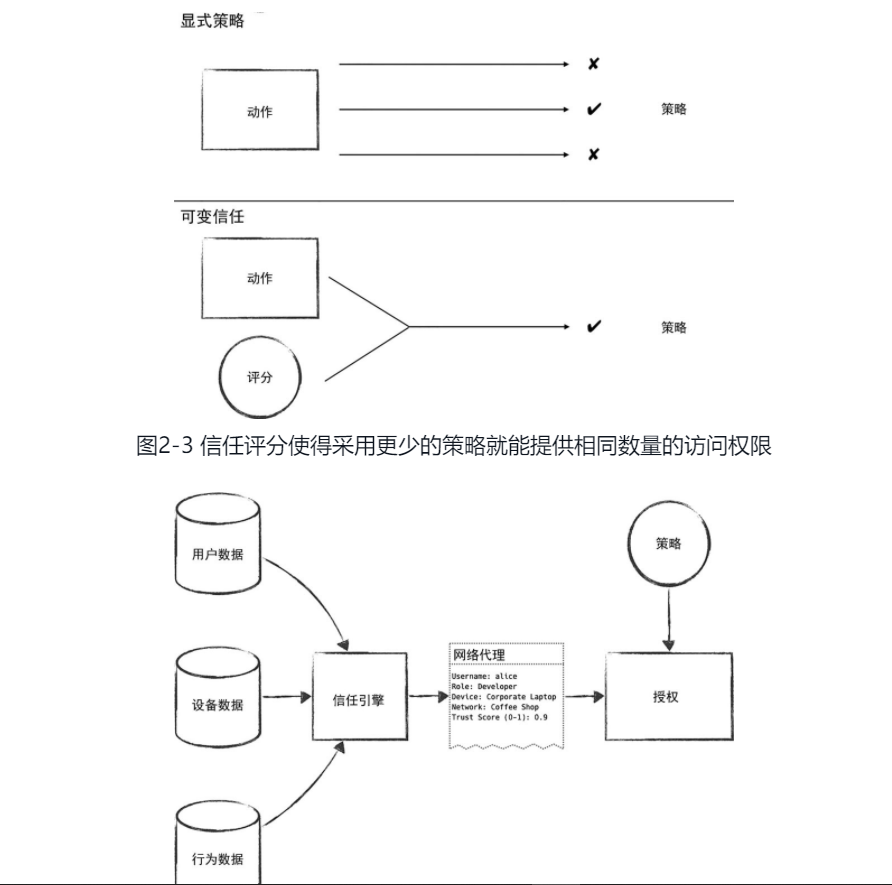 显式策略
动作
✘
✔
策略
✘
可变信任
动作
✔
策略
评分
图2-3 信任评分使得采用更少的策略就能提供相同数量的访问权限
用户数据
策略
网络代理
Username: alice
Role: Developer
Device: Corporate Laptop
Network: Coffee Shop
Trust Score (0-1): 0.9
设备数据
信任引擎
授权
行为数据